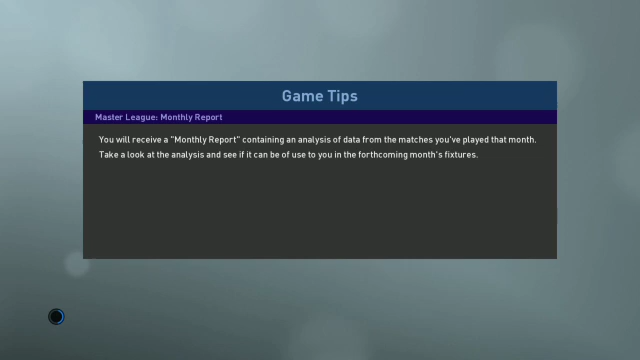 Game Tips
Master League: Monthly Report
You will receive a "Monthly Report" containing an analysis of data from the matches you've played that month.
Take a look at the analysis and see if it can be of use to you in the forthcoming month's fixtures.